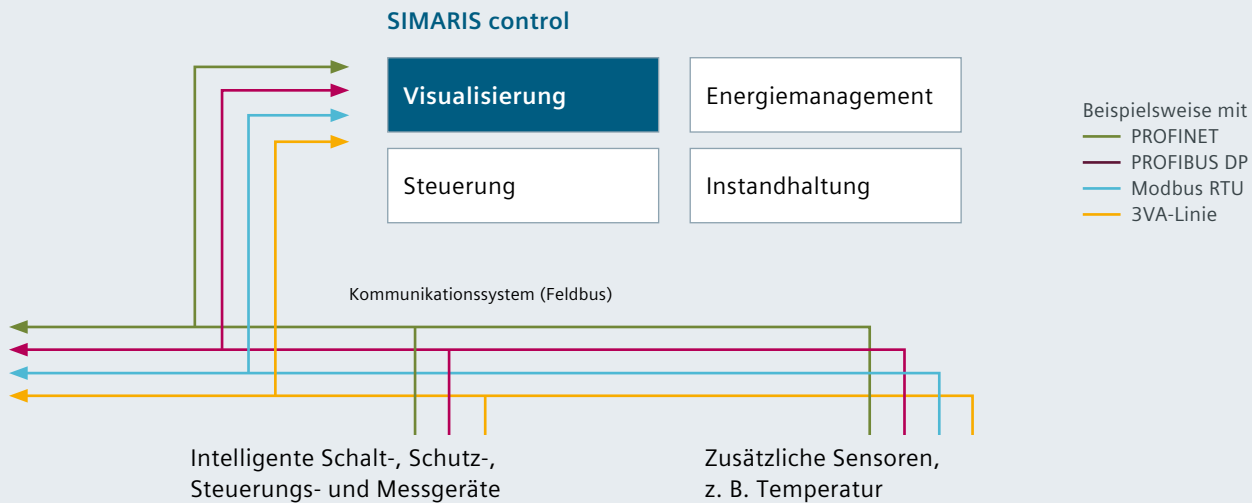 SIMARIS control
Visualisierung
Energiemanagement
Steuerung
Instandhaltung
Beispielsweise mit
PROFINET
PROFIBUS DP
Modbus RTU
3VA-Linie
Kommunikationssystem (Feldbus)
Intelligente Schalt-, Schutz-,
Steuerungs- und Messgeräte
Zusätzliche Sensoren,
z. B. Temperatur